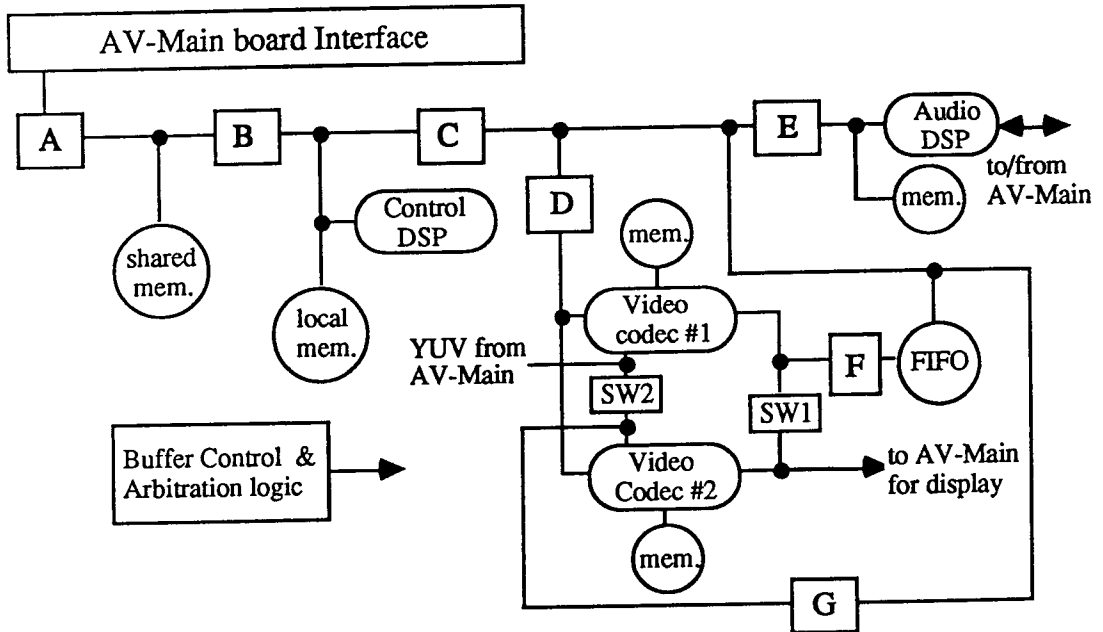 AV-Main board Interface
A
B
C
E
Audio
DSP
to/from
AV-Main
mem.
D
Control
DSP
mem.
shared
mem.
local
mem.
Video
codec #1
YUV from
AV-Main
F
FIFO
SW2
SW1
Buffer Control &
Arbitration logic
Video
Codec #2
to AV-Main
for display
mem.
G